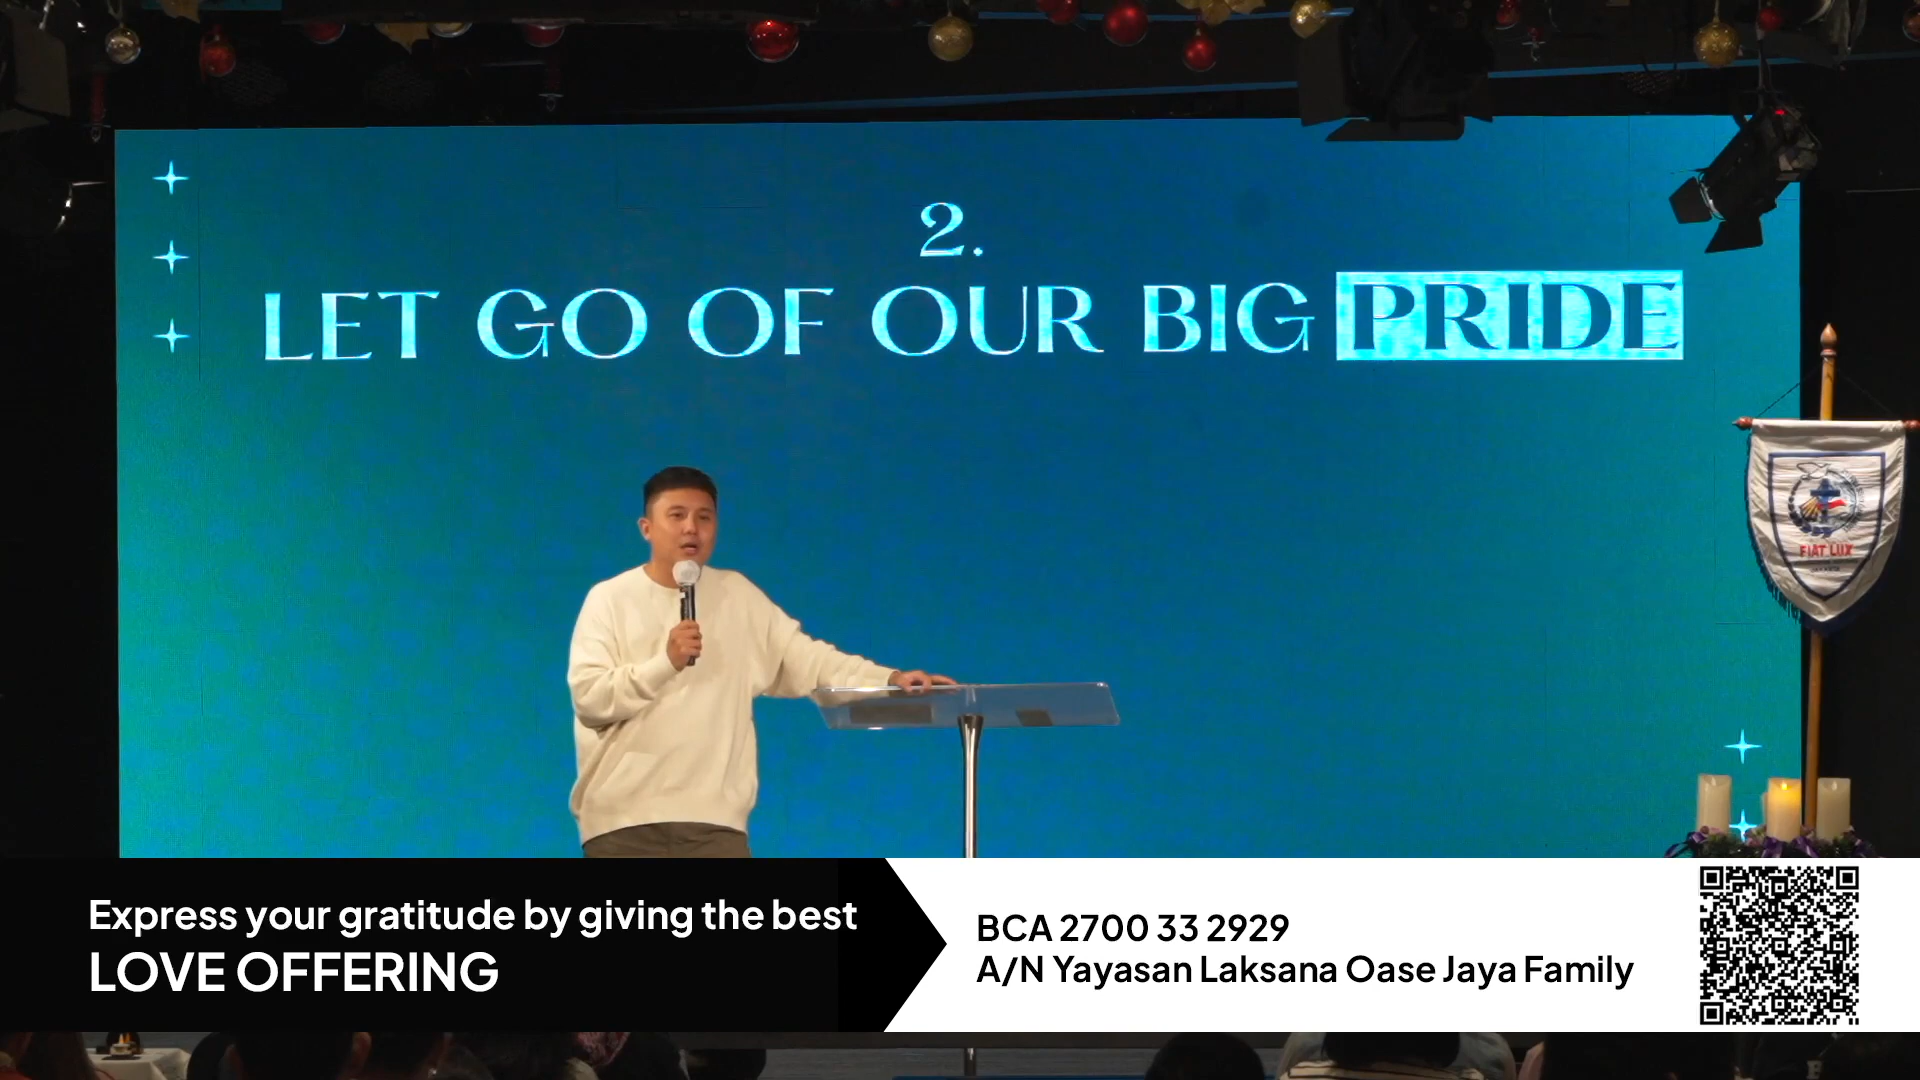 2.
LET GO OF OUR BIG PRIDE
FIAT LUX
Express your gratitude by giving the best
LOVE OFFERING
BCA 2700 33 2929
A/N Yayasan Laksana Oase Jaya Family